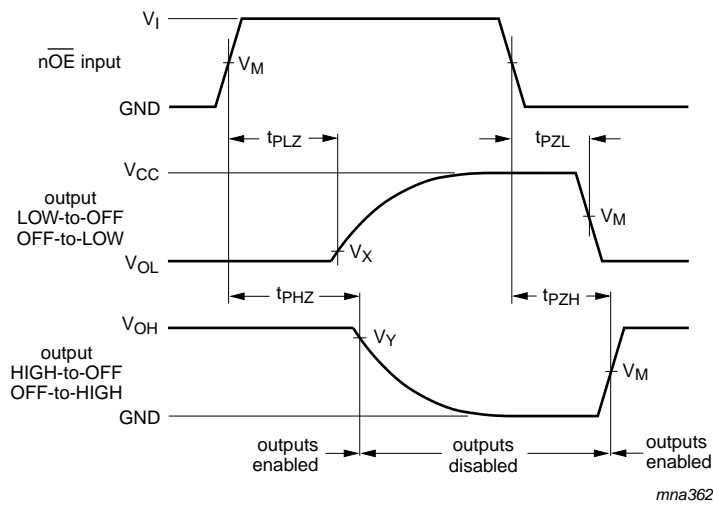 V_I
nOE input
V_M
GND
t_PLZ
t_PZL
V_CC
output
LOW-to-OFF
OFF-to-LOW
V_M
V_X
V_OL
t_PHZ
t_PZH
V_OH
V_Y
output
HIGH-to-OFF
OFF-to-HIGH
V_M
GND
outputs
enabled
outputs
disabled
outputs
enabled
mna362